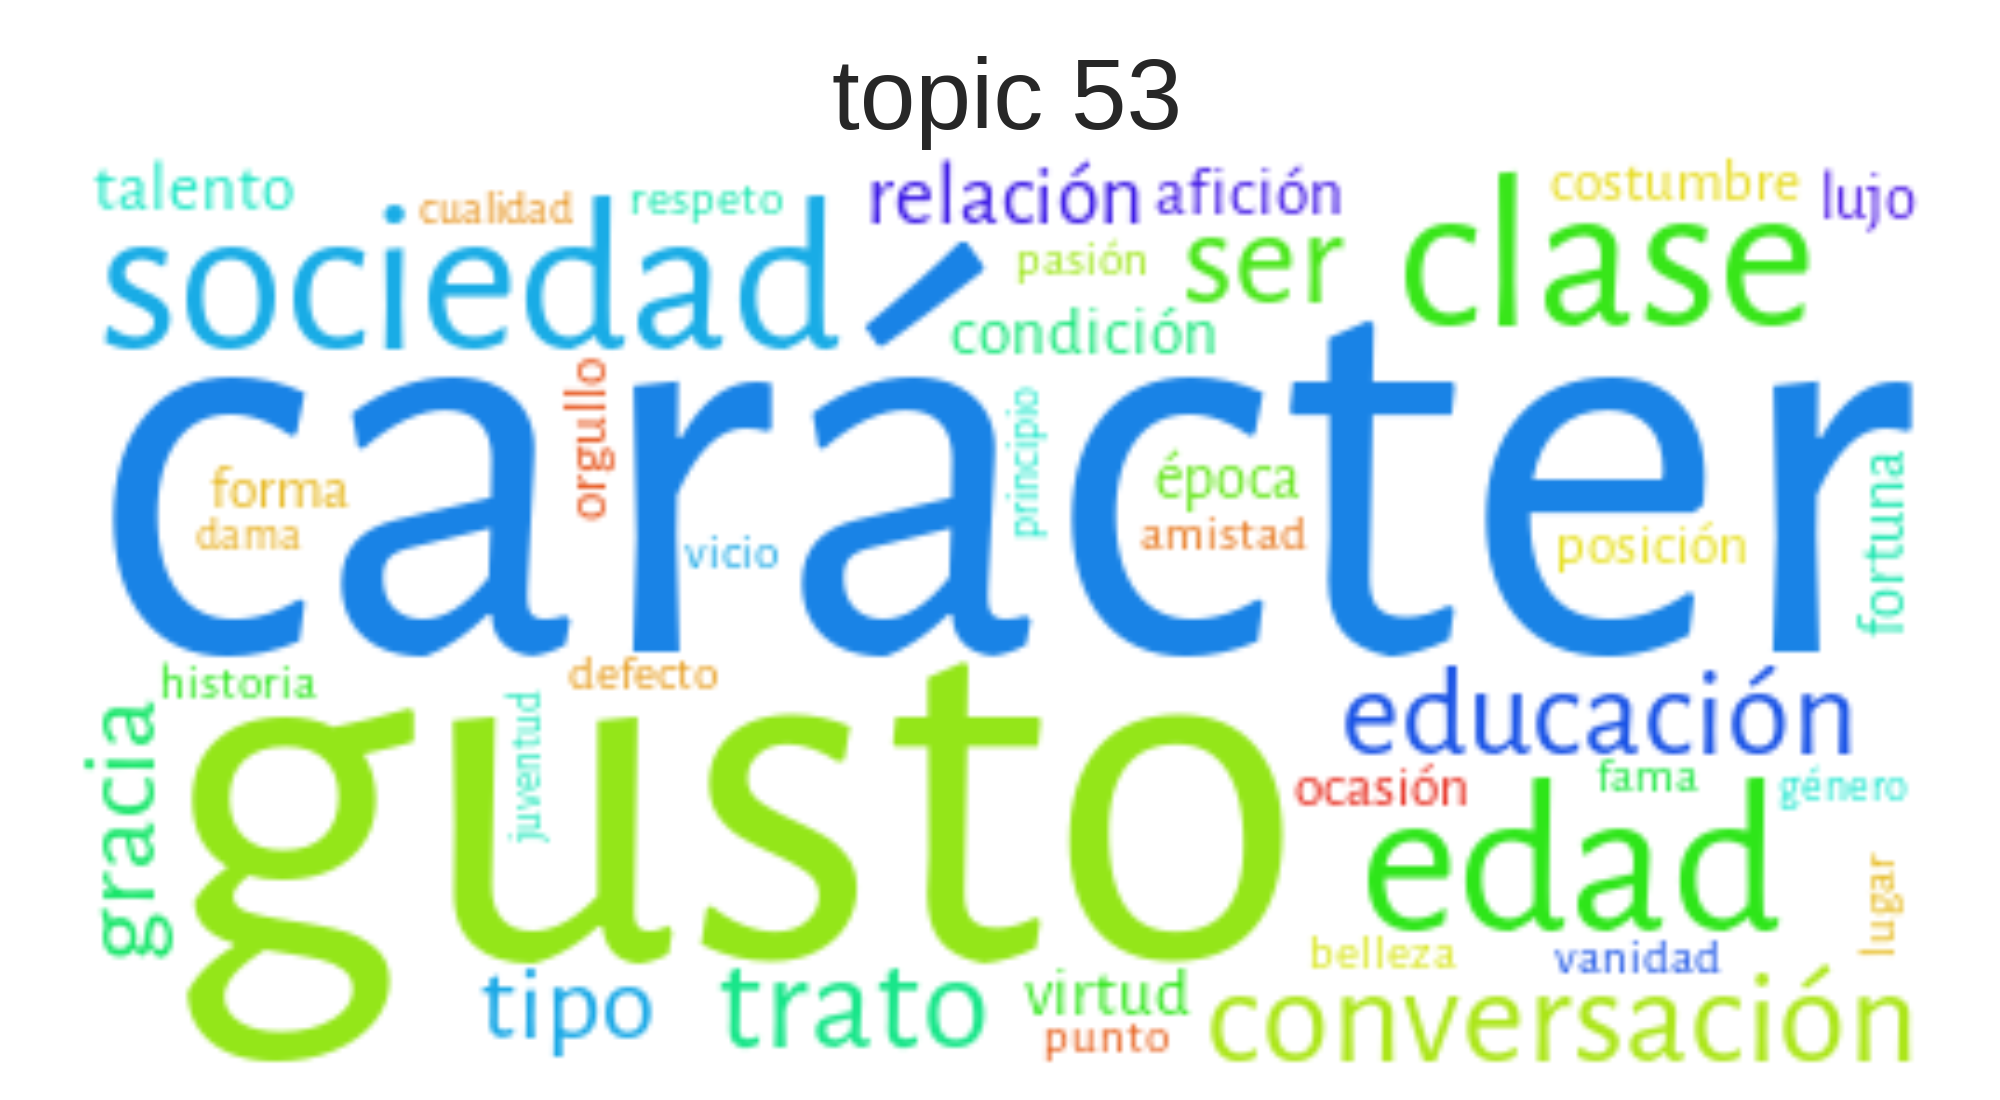 topic 53
talento
cualidad
respeto
relación
afición
costumbre
lujo
sociedad
pasión
ser
clase
condición
carácter
orgullo
principio
forma
época
dama
vicio
amistad
posición
fortuna
historia
defecto
educación
gracia
gusto
juventud
ocasión
fama
género
edad
lugar
belleza
vanidad
tipo
trato
virtud
punto
conversación